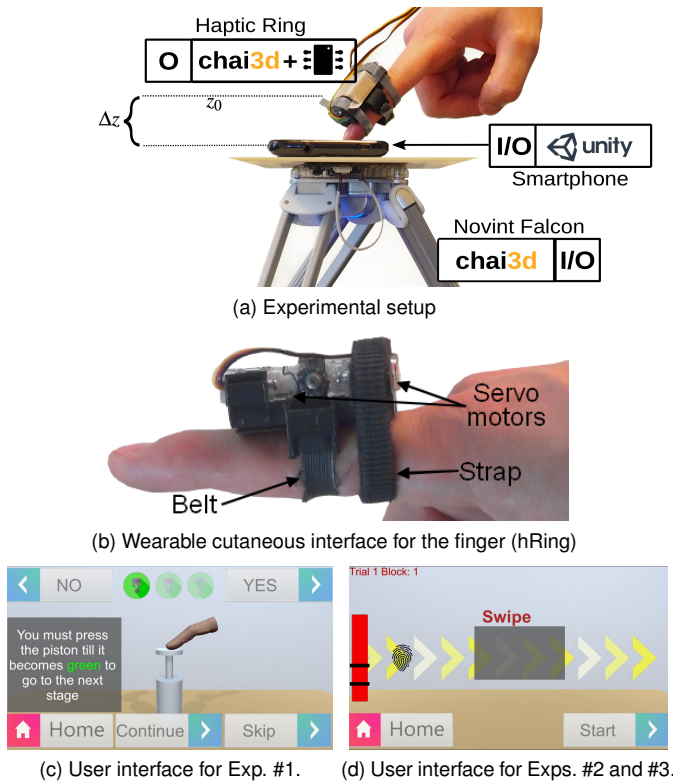 Haptic Ring
O chai3d+
z0
Δz
I/O unity
Smartphone
Novint Falcon
chai3d I/O
(a) Experimental setup
Servo
motors
Strap
Belt
(b) Wearable cutaneous interface for the finger (hRing)
NO YES
You must press
the piston till it
becomes green to
go to the next
stage
Home Continue Skip
(c) User interface for Exp. #1.
Trial 1 Block: 1
Swipe
Home Start
(d) User interface for Exps. #2 and #3.